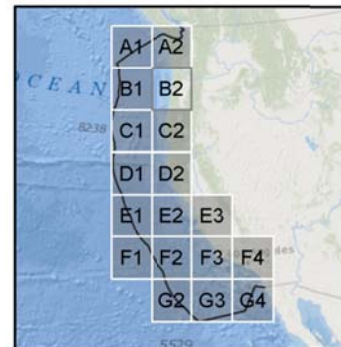 A1 A2
OCEAN B1 B2
8238 C1 C2
D1 D2
E1 E2 E3
F1 F2 F3 F4
G2 G3 G4
5529